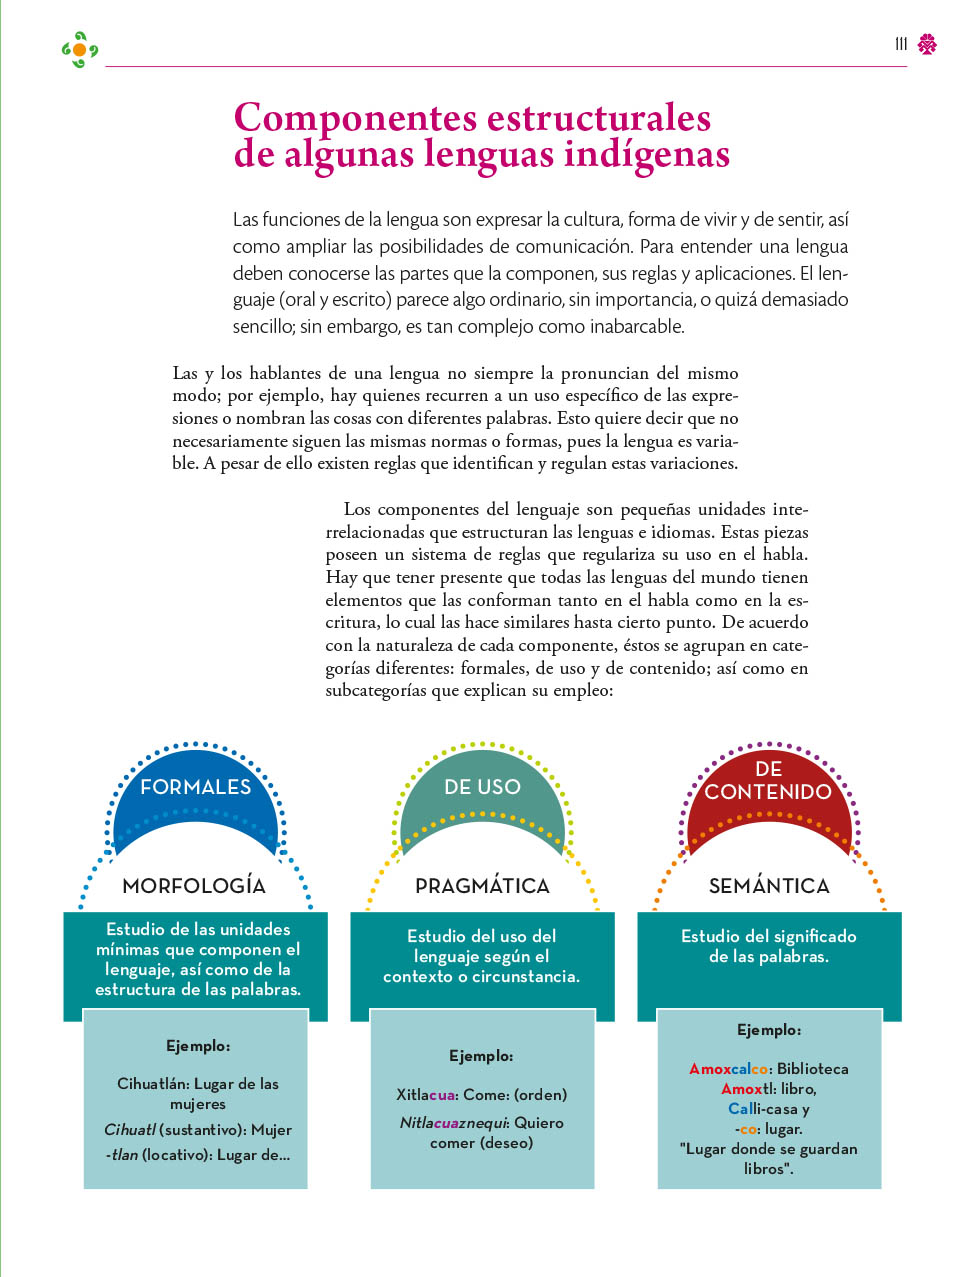 111
Componentes estructurales
de algunas lenguas indígenas
Las funciones de la lengua son expresar la cultura, forma de vivir y de sentir, así
como ampliar las posibilidades de comunicación. Para entender una lengua
deben conocerse las partes que la componen, sus reglas y aplicaciones. El len-
guaje (oral y escrito) parece algo ordinario, sin importancia, o quizá demasiado
sencillo; sin embargo, es tan complejo como inabarcable.
Las y los hablantes de una lengua no siempre la pronuncian del mismo
modo; por ejemplo, hay quienes recurren a un uso específico de las expre-
siones o nombran las cosas con diferentes palabras. Esto quiere decir que no
necesariamente siguen las mismas normas o formas, pues la lengua es varia-
ble. A pesar de ello existen reglas que identifican y regulan estas variaciones.
Los componentes del lenguaje son pequeñas unidades inte-
rrelacionadas que estructuran las lenguas e idiomas. Estas piezas
poseen un sistema de reglas que regulariza su uso en el habla.
Hay que tener presente que todas las lenguas del mundo tienen
elementos que las conforman tanto en el habla como en la es-
critura, lo cual las hace similares hasta cierto punto. De acuerdo
con la naturaleza de cada componente, éstos se agrupan en cate-
gorías diferentes: formales, de uso y de contenido; así como en
subcategorías que explican su empleo:
FORMALES
MORFOLOGÍA
Estudio de las unidades
mínimas que componen el
lenguaje, así como de la
estructura de las palabras.
Ejemplo:
Cihuatlán: Lugar de las
mujeres
Cihuatl (sustantivo): Mujer
-tlan (locativo): Lugar de...
DE USO
PRAGMÁTICA
Estudio del uso del
lenguaje según el
contexto o circunstancia.
Ejemplo:
Xitlacua: Come: (orden)
Nitlacuaznequi: Quiero
comer (deseo)
DE
CONTENIDO
SEMÁNTICA
Estudio del significado
de las palabras.
Ejemplo:
Amoxcalco: Biblioteca
Amoxtl: libro,
Calli-casa y
-co: lugar.
"Lugar donde se guardan
libros".